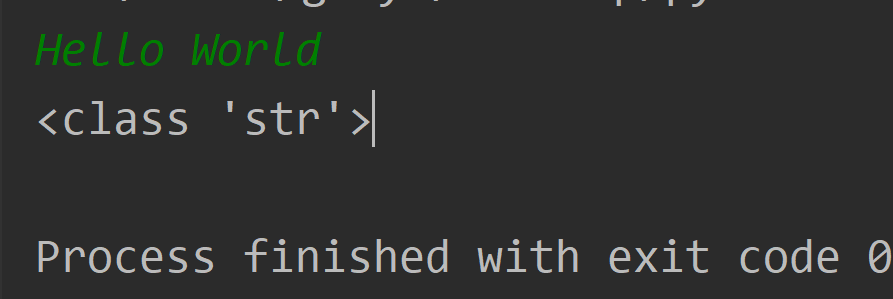 Hello World
<class 'str'>
Process finished with exit code 0